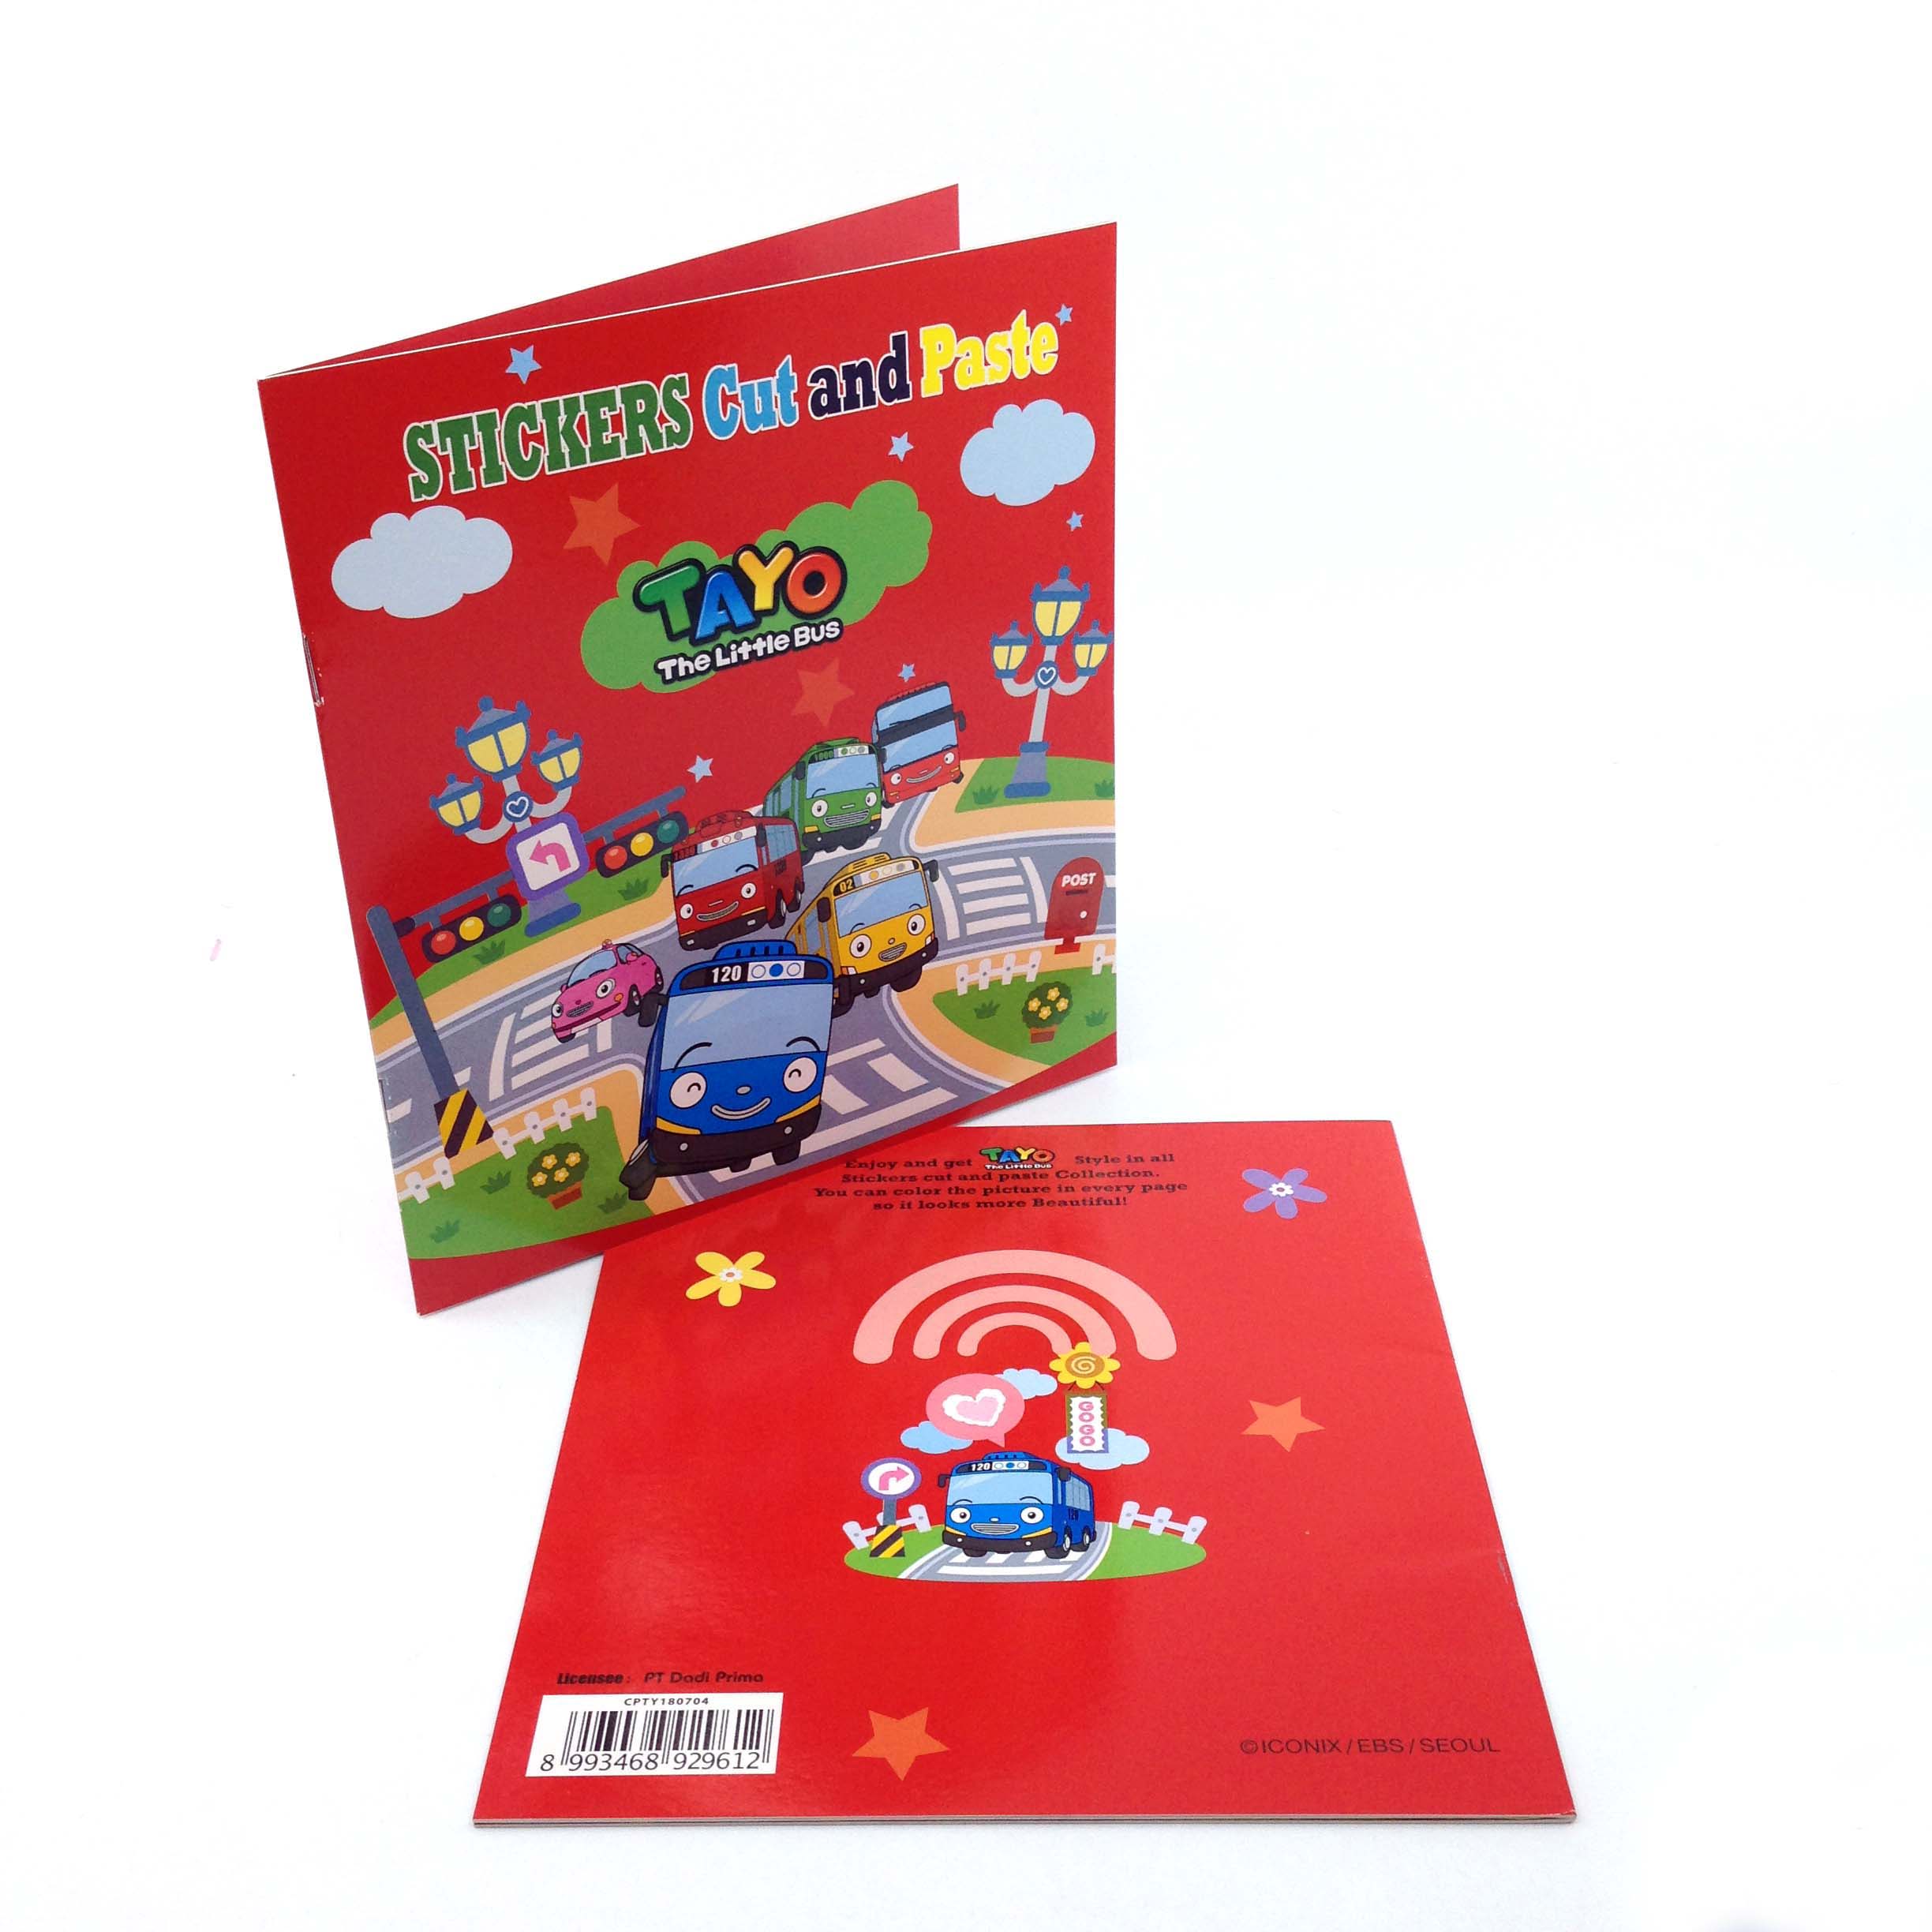 STICKERS Cut and Paste
TAYO
The Little Bus
1000
1330
02
POST
120
Enjoy and get TAYO The Little Bus Style in all
Stickers cut and paste Collection.
You can color the picture in every page
so it looks more Beautiful!
GOGO
120
Licensee : PT Dadi Prima
CPTY180704
8 993468 929612
©ICONIX/EBS/SEOUL